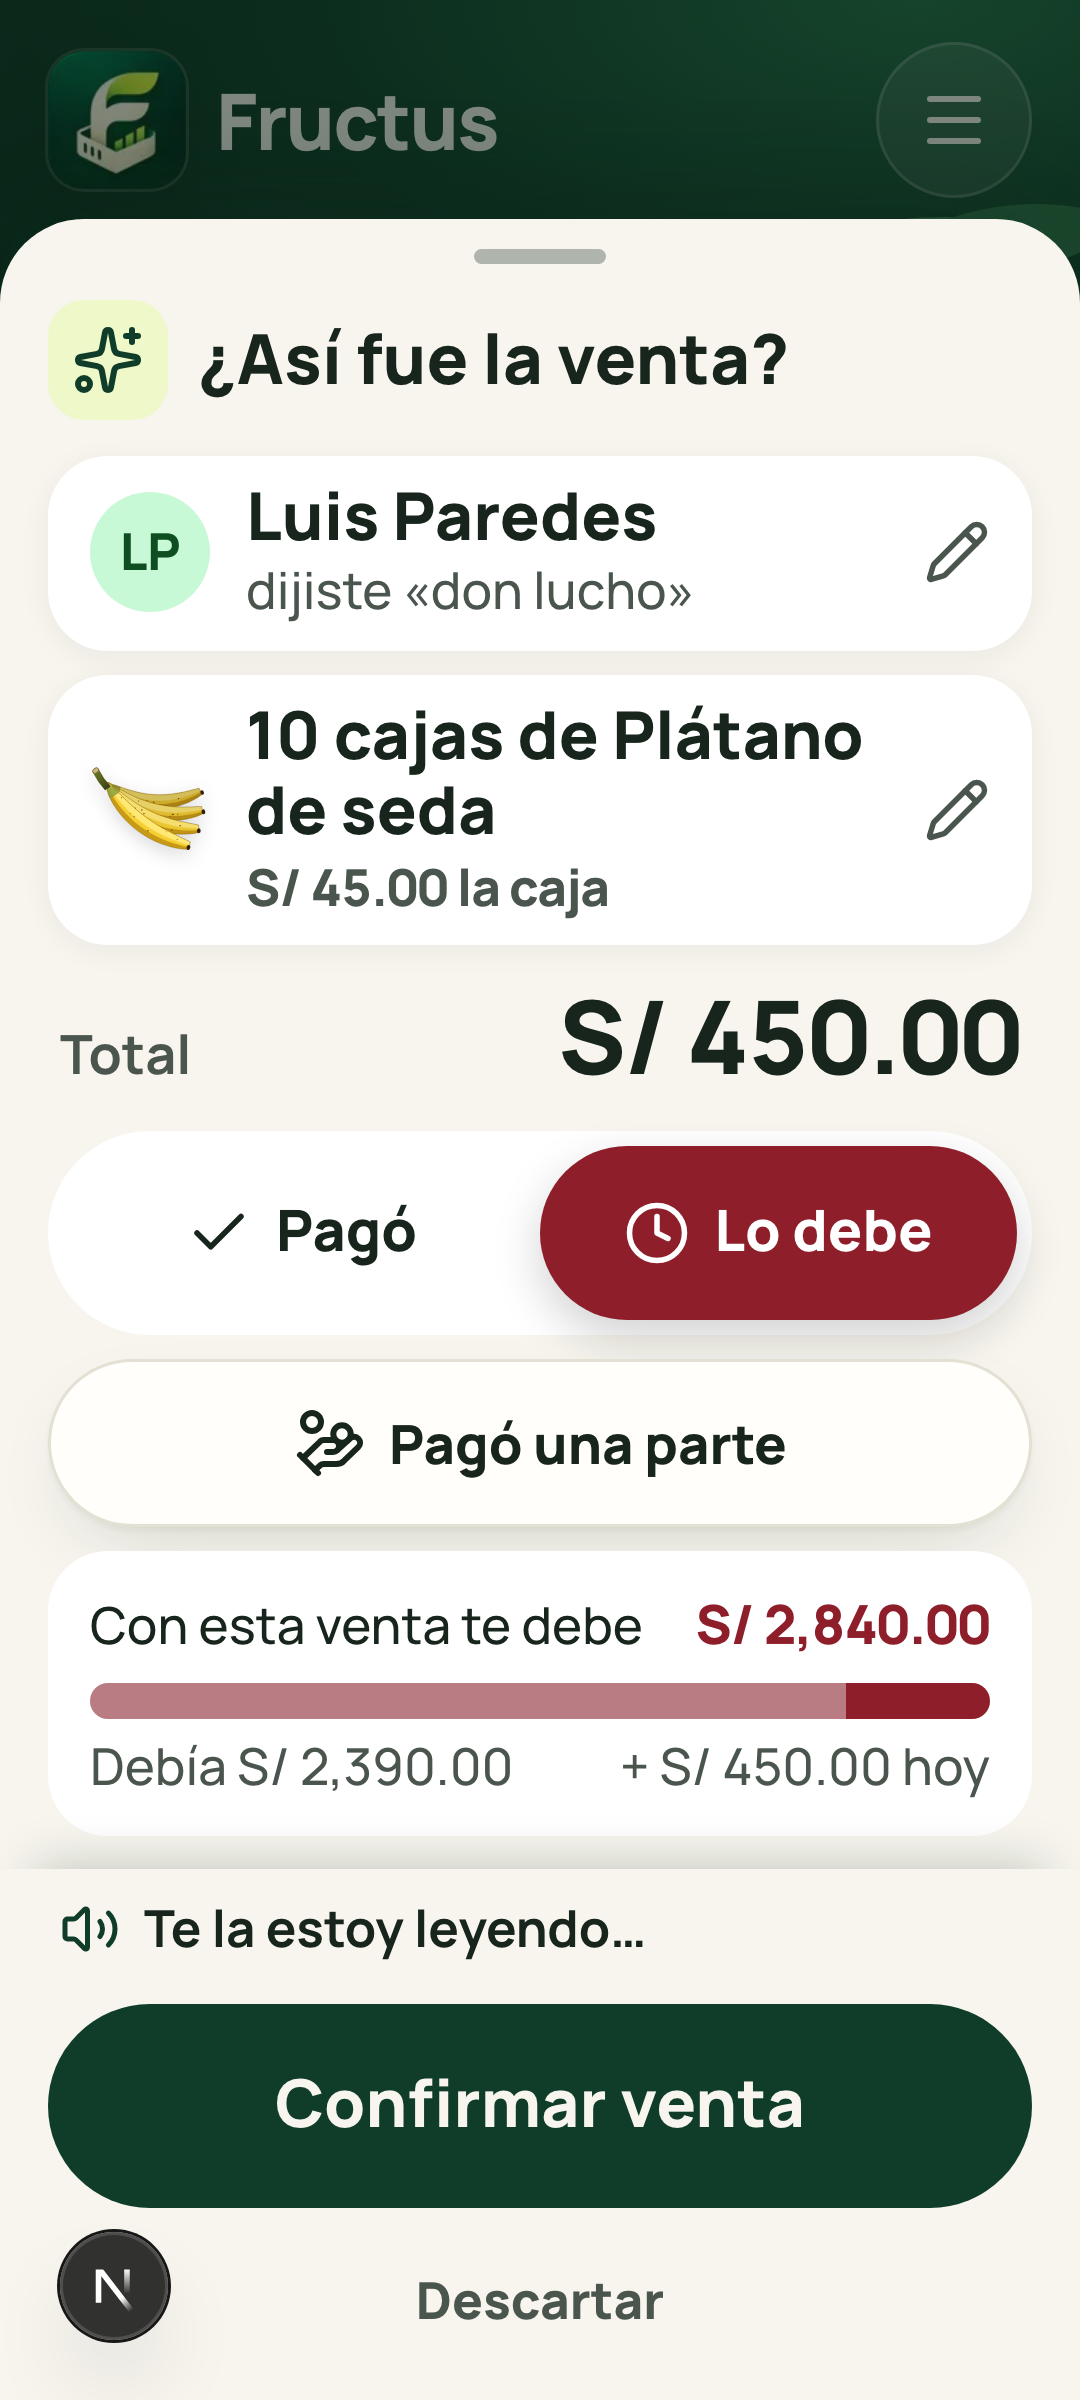 Fructus
¿Así fue la venta?
LP
Luis Paredes
dijiste «don lucho»
10 cajas de Plátano
de seda
S/ 45.00 la caja
Total
S/ 450.00
Pagó
Lo debe
Pagó una parte
Con esta venta te debe
S/ 2,840.00
Debía S/ 2,390.00
+ S/ 450.00 hoy
Te la estoy leyendo...
Confirmar venta
N
Descartar